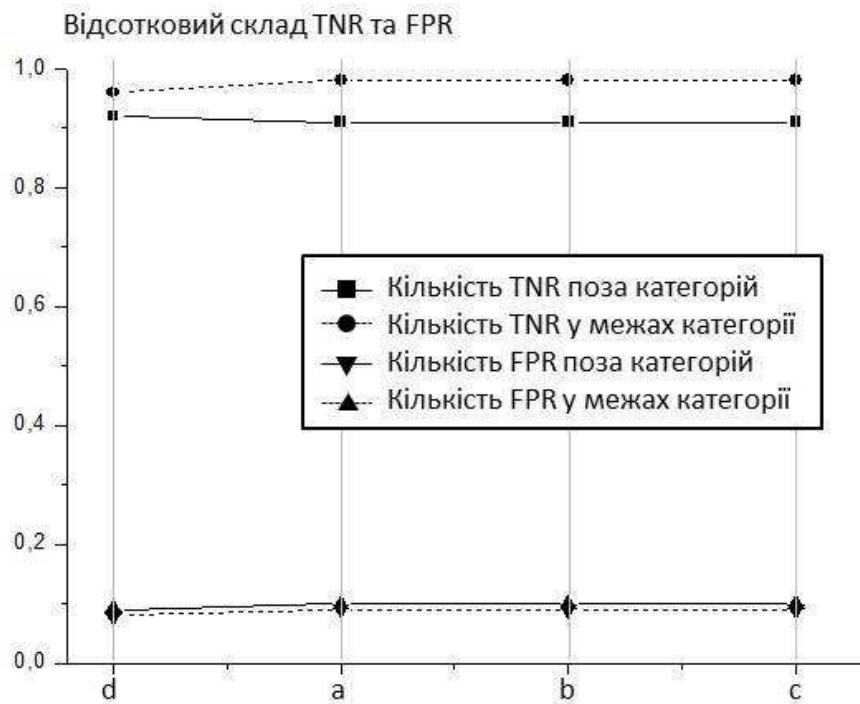 Відсотковий склад TNR та FPR
1,0
0,8
0,6
0,4
0,2
0,0
Кількість TNR поза категорій
Кількість TNR у межах категорії
Кількість FPR поза категорій
Кількість FPR у межах категорії
d a b c